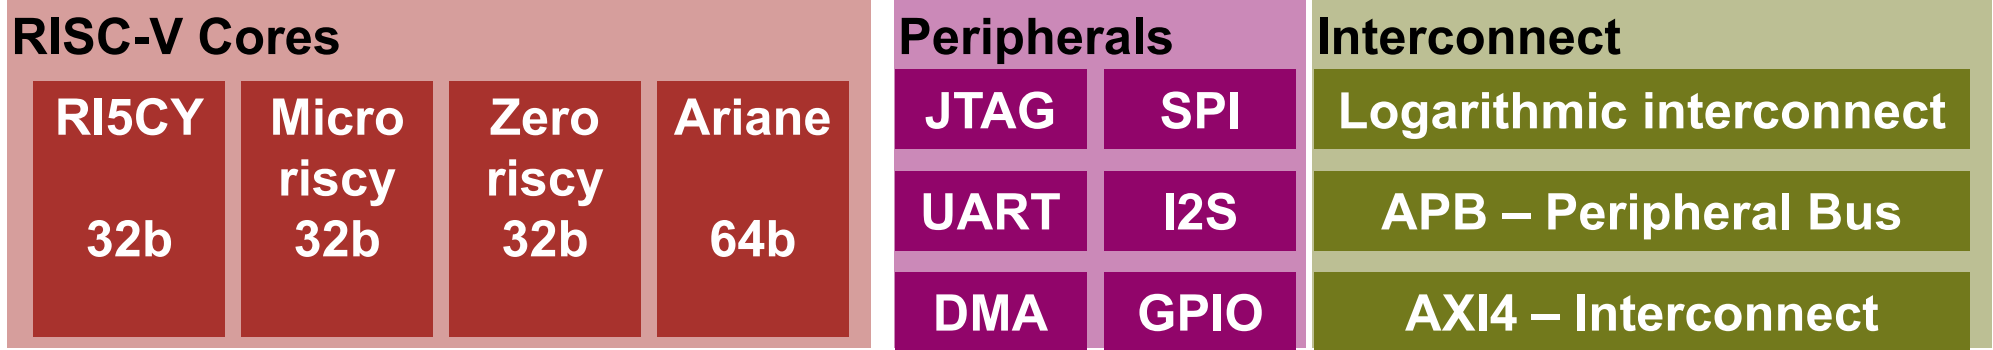 RISC-V Cores
RI5CY
32b
Micro
riscy
32b
Zero
riscy
32b
Ariane
64b
Peripherals
JTAG
SPI
UART
I2S
DMA
GPIO
Interconnect
Logarithmic interconnect
APB – Peripheral Bus
AXI4 – Interconnect